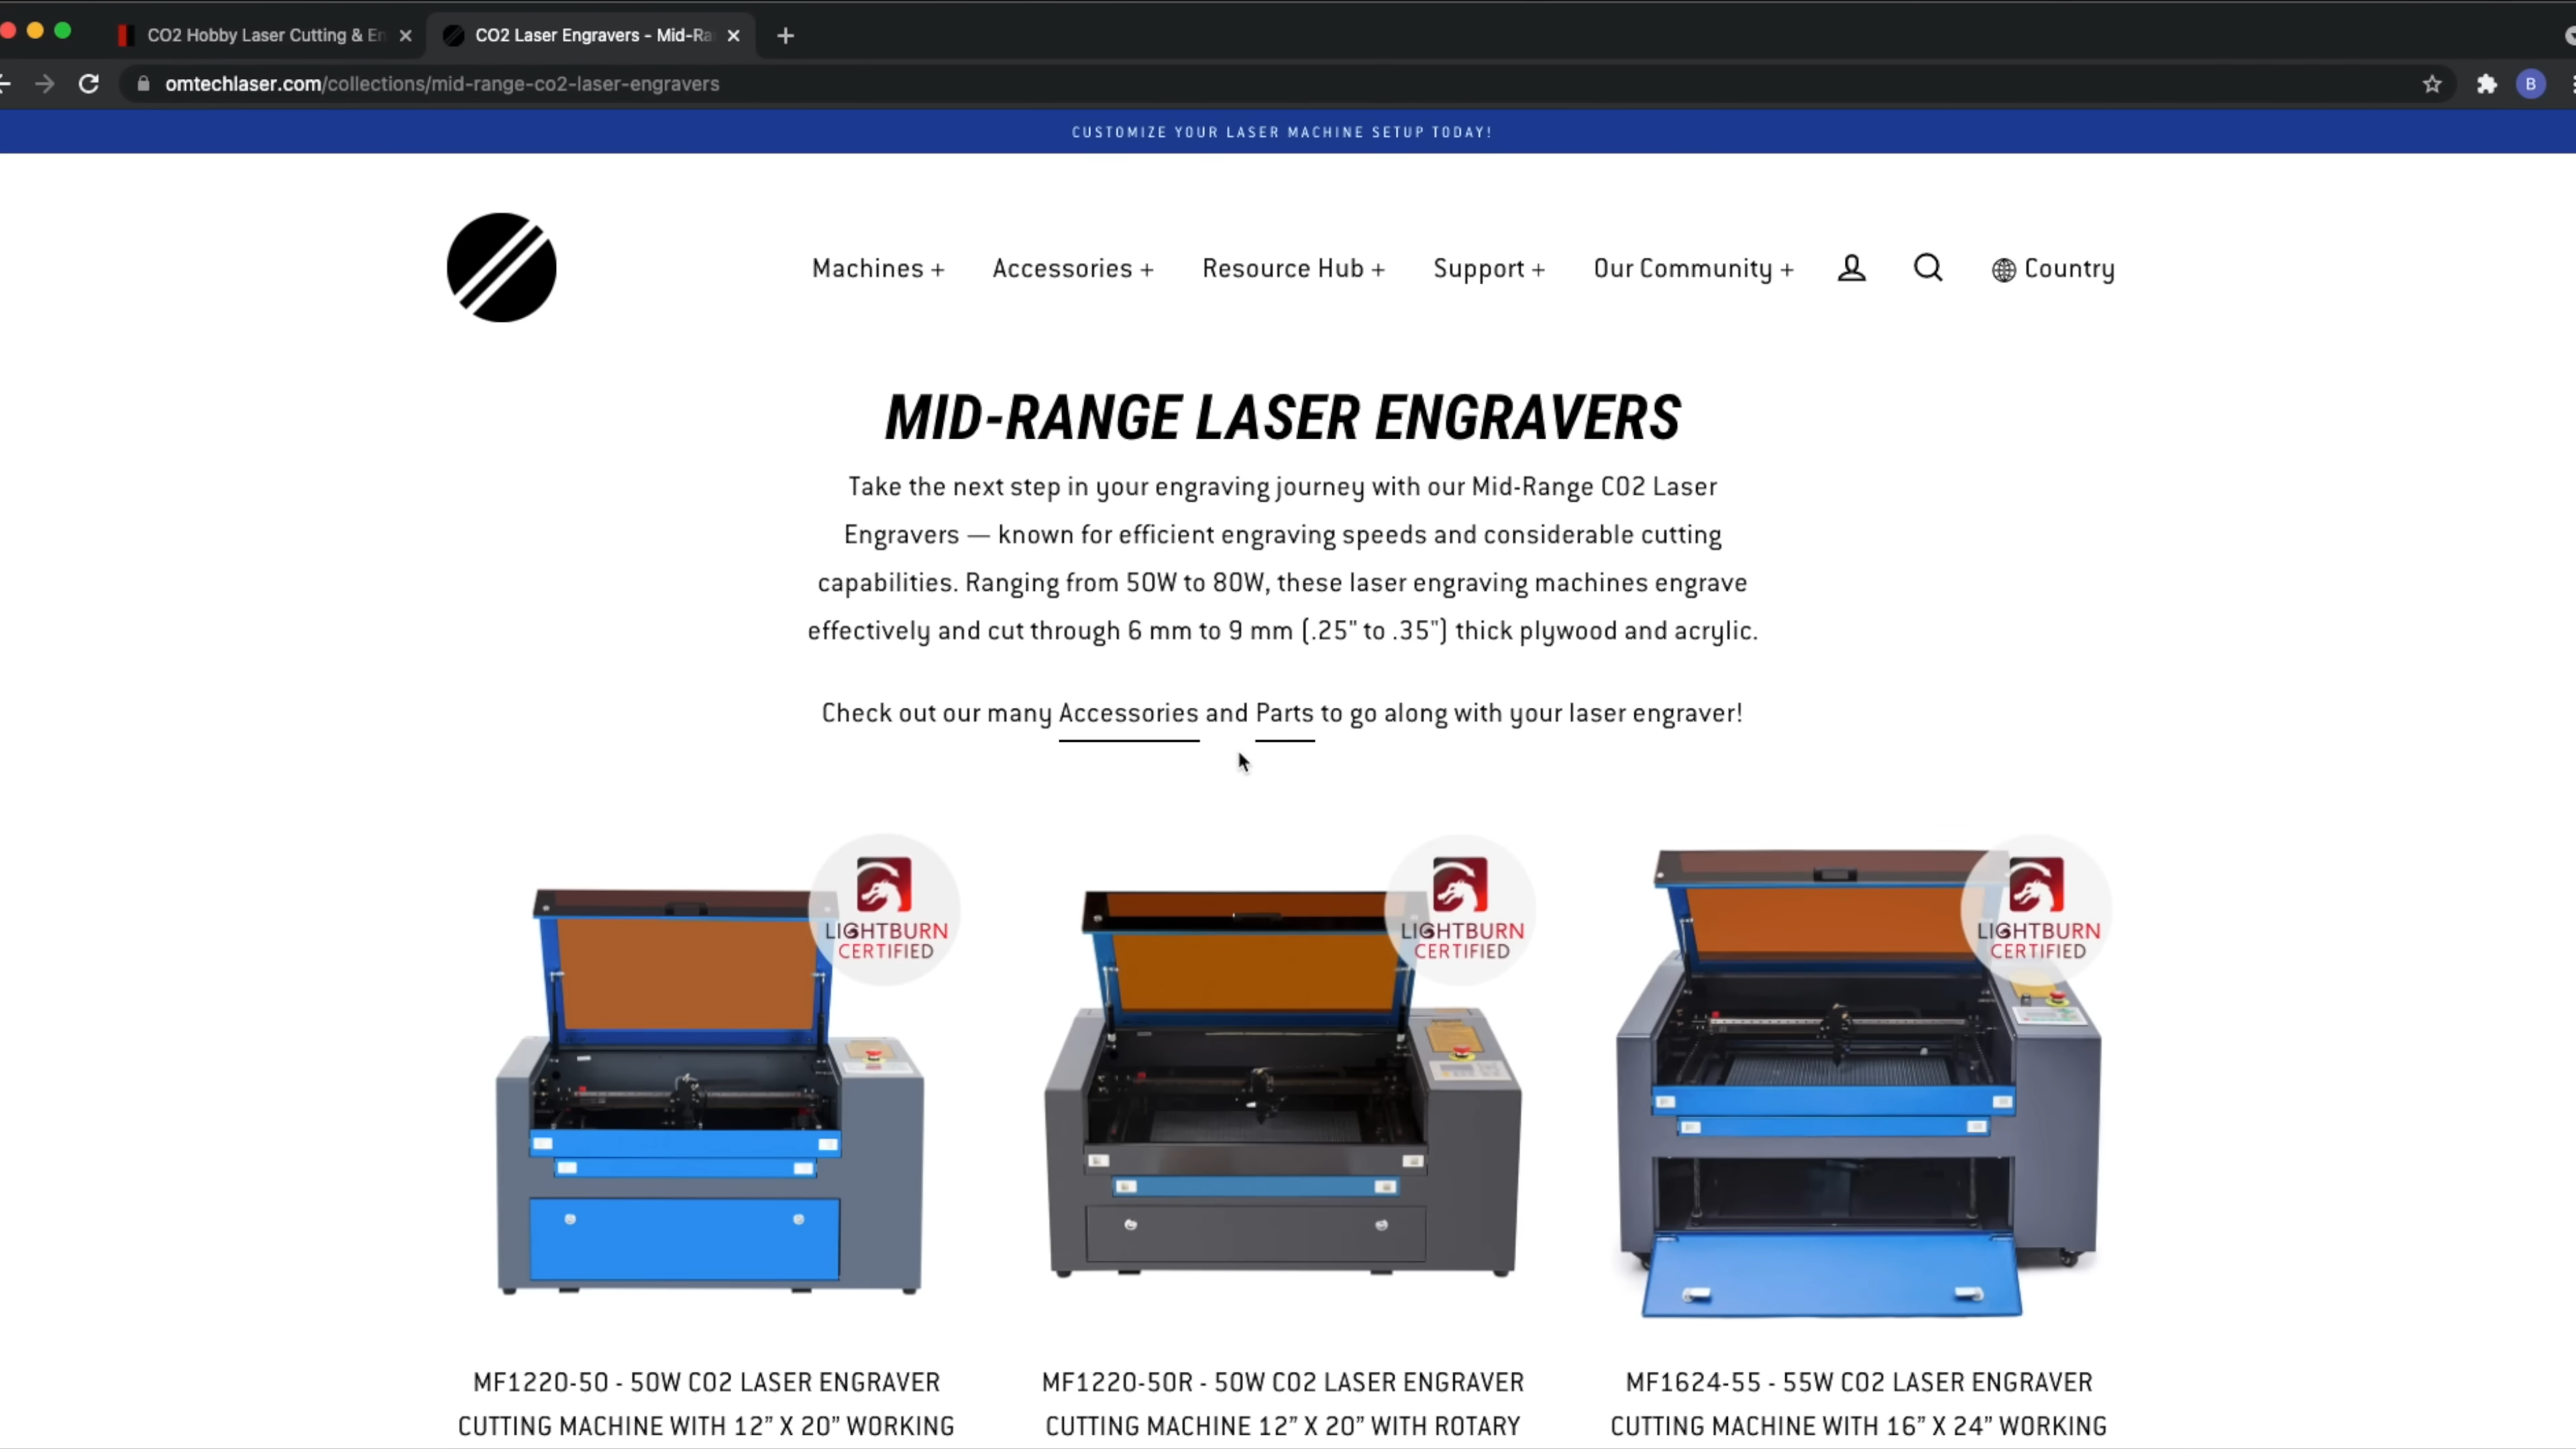 CO2 Hobby Laser Cutting & En
CO2 Laser Engravers - Mid-Ra
omtechlaser.com/collections/mid-range-co2-laser-engravers
B
CUSTOMIZE YOUR LASER MACHINE SETUP TODAY!
Machines + Accessories + Resource Hub + Support + Our Community + Country
MID-RANGE LASER ENGRAVERS
Take the next step in your engraving journey with our Mid-Range CO2 Laser
Engravers — known for efficient engraving speeds and considerable cutting
capabilities. Ranging from 50W to 80W, these laser engraving machines engrave
effectively and cut through 6 mm to 9 mm (.25" to .35") thick plywood and acrylic.
Check out our many Accessories and Parts to go along with your laser engraver!
LIGHTBURN
CERTIFIED
LIGHTBURN
CERTIFIED
LIGHTBURN
CERTIFIED
MF1220-50 - 50W CO2 LASER ENGRAVER
CUTTING MACHINE WITH 12” X 20” WORKING
MF1220-50R - 50W CO2 LASER ENGRAVER
CUTTING MACHINE 12” X 20” WITH ROTARY
MF1624-55 - 55W CO2 LASER ENGRAVER
CUTTING MACHINE WITH 16” X 24” WORKING